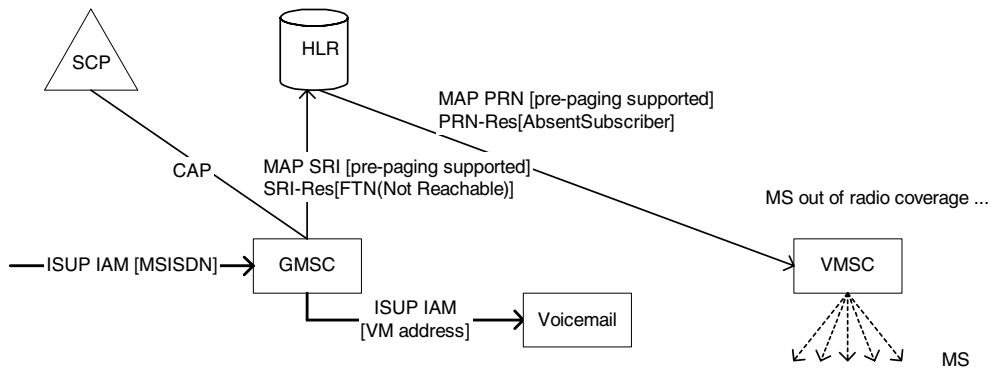 SCP
HLR
MAP PRN [pre-paging supported]
PRN-Res[AbsentSubscriber]
CAP
MAP SRI [pre-paging supported]
SRI-Res[FTN(Not Reachable)]
MS out of radio coverage ...
ISUP IAM [MSISDN]
GMSC
VMSC
ISUP IAM
[VM address]
Voicemail
MS